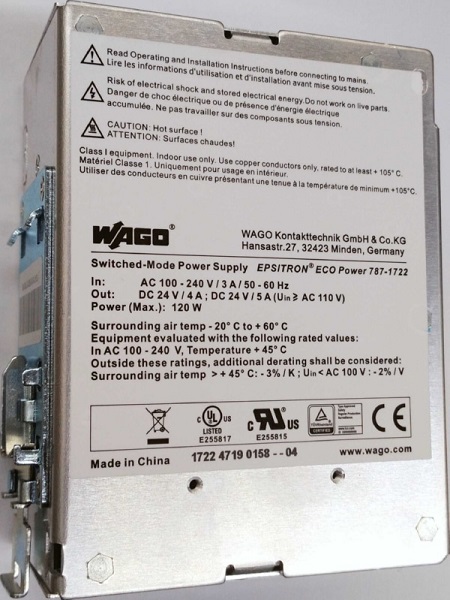 Read Operating and Installation Instructions before connecting to mains.
Lire les informations d'utilisation et d'installation avant mise sous tension.
Risk of electrical shock and stored electrical energy.Do not work on live parts.
Danger de choc électrique ou de présence d'énergie électrique
accumulée. Ne pas travailler sur des composants sous tension.
CAUTION: Hot surface !
ATTENTION: Surfaces chaudes!
Class I equipment. Indoor use only. Use copper conductors only, rated to at least + 105° C.
Matériel Classe 1. Uniquement pour usage en intérieur.
Utiliser des conducteurs en cuivre présentant une tenue à la température de minimum +105°C.
WAGO®
WAGO Kontakttechnik GmbH & Co.KG
Hansastr.27, 32423 Minden, Germany
Switched-Mode Power Supply EPSITRON® ECO Power 787-1722
In: AC 100 - 240 V / 3 A / 50 - 60 Hz
Out: DC 24 V / 4 A ; DC 24 V / 5 A (Uin ≥ AC 110 V)
Power (Max.): 120 W
Surrounding air temp - 20° C to + 60° C
Equipment evaluated with the following rated values:
In AC 100 - 240 V, Temperature + 45° C
Outside these ratings, additional derating shall be considered:
Surrounding air temp > + 45° C: - 3% / K ; Uin < AC 100 V : - 2% / V
C UL US
LISTED
E255817
C RU US
E255815
CE
Made in China
1722 4719 0158 - - 04
www.wago.com